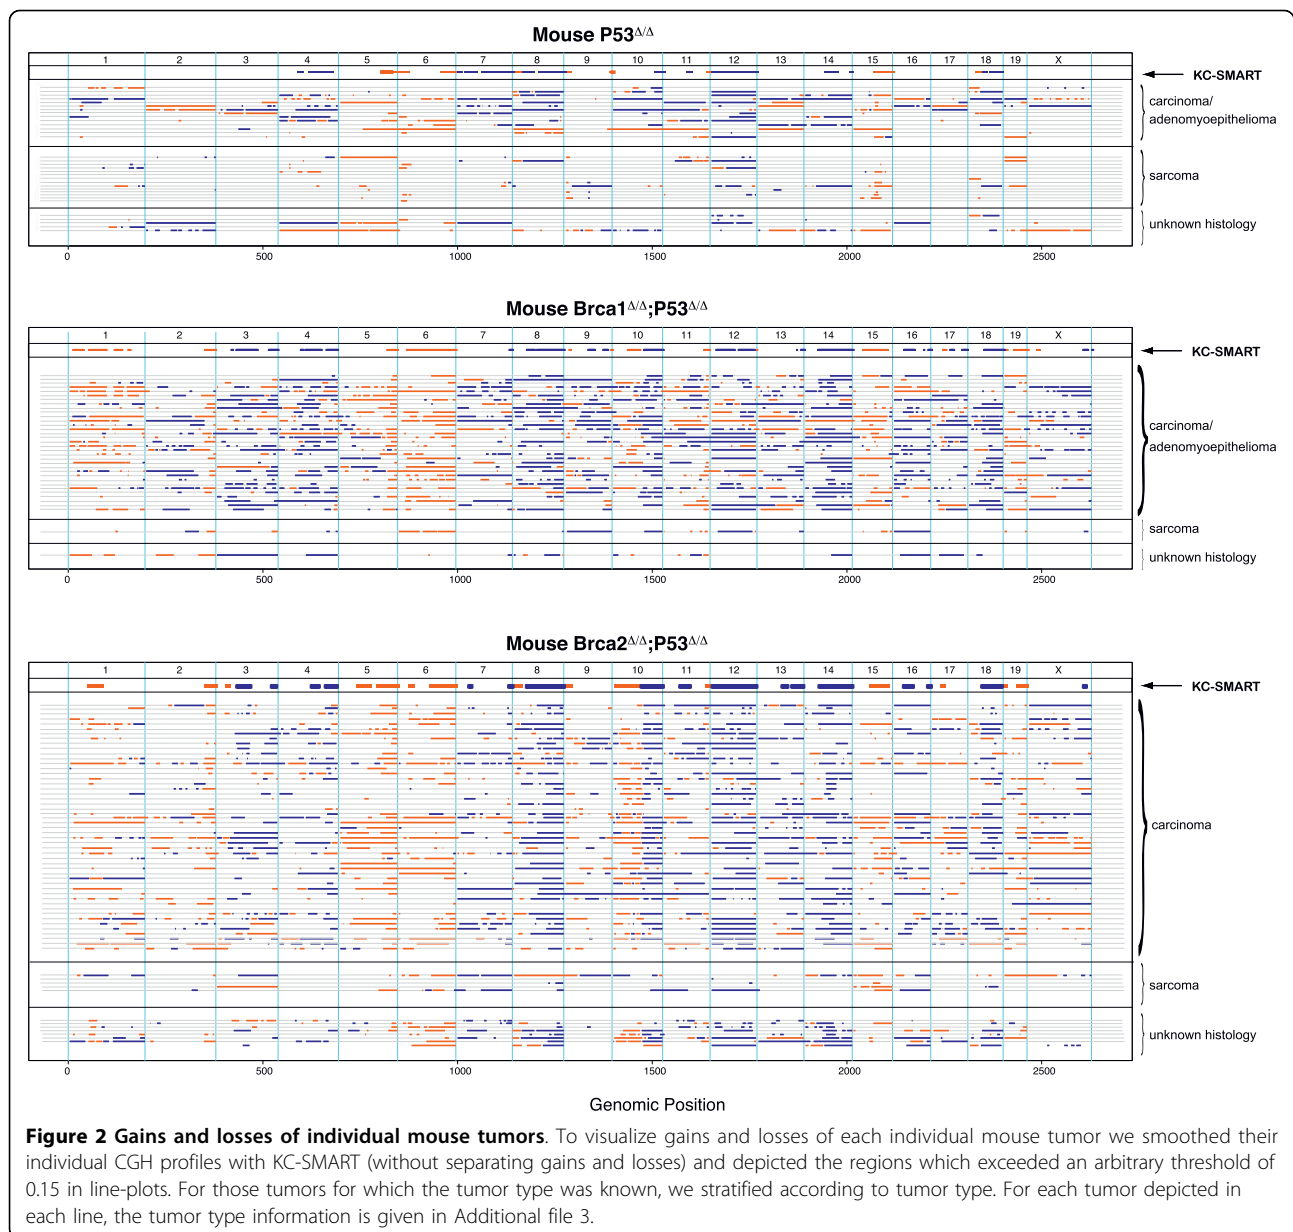 Mouse P53Δ/Δ
1 2 3 4 5 6 7 8 9 10 11 12 13 14 15 16 17 18 19 X
KC-SMART
carcinoma/
adenomyoepithelioma
sarcoma
unknown histology
0 500 1000 1500 2000 2500
Mouse Brca1Δ/Δ;P53Δ/Δ
1 2 3 4 5 6 7 8 9 10 11 12 13 14 15 16 17 18 19 X
KC-SMART
carcinoma/
adenomyoepithelioma
sarcoma
unknown histology
0 500 1000 1500 2000 2500
Mouse Brca2Δ/Δ;P53Δ/Δ
1 2 3 4 5 6 7 8 9 10 11 12 13 14 15 16 17 18 19 X
KC-SMART
carcinoma
sarcoma
unknown histology
0 500 1000 1500 2000 2500
Genomic Position
Figure 2 Gains and losses of individual mouse tumors. To visualize gains and losses of each individual mouse tumor we smoothed their
individual CGH profiles with KC-SMART (without separating gains and losses) and depicted the regions which exceeded an arbitrary threshold of
0.15 in line-plots. For those tumors for which the tumor type was known, we stratified according to tumor type. For each tumor depicted in
each line, the tumor type information is given in Additional file 3.